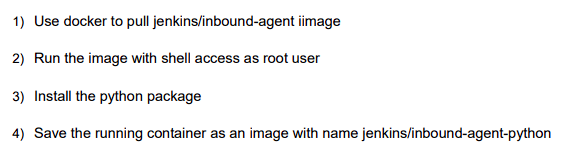 1) Use docker to pull jenkins/inbound-agent iimage
2) Run the image with shell access as root user
3) Install the python package
4) Save the running container as an image with name jenkins/inbound-agent-python